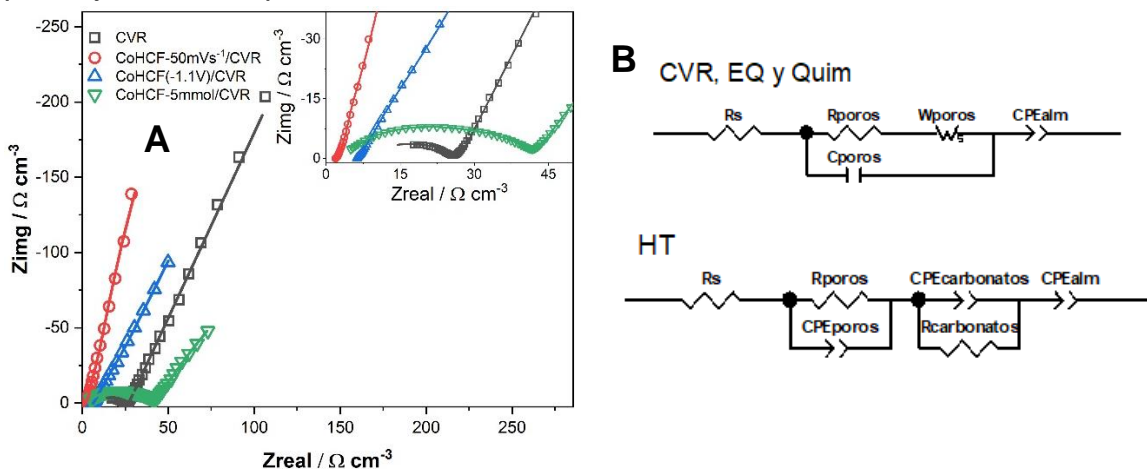 A
Zimg / Ω cm⁻³
-250
-200
-150
-100
-50
0
0 50 100 150 200 250
Zreal / Ω cm⁻³
CVR
CoHCF-50mVs⁻¹/CVR
CoHCF(-1.1V)/CVR
CoHCF-5mmol/CVR
Zimg / Ω cm⁻³
-30
-15
0
0 15 30 45
Zreal / Ω cm⁻³
B
CVR, EQ y Quim
Rs Rporos Wporos CPEalm
Cporos
HT
Rs Rporos CPEcarbonatos CPEalm
CPEporos Rcarbonatos